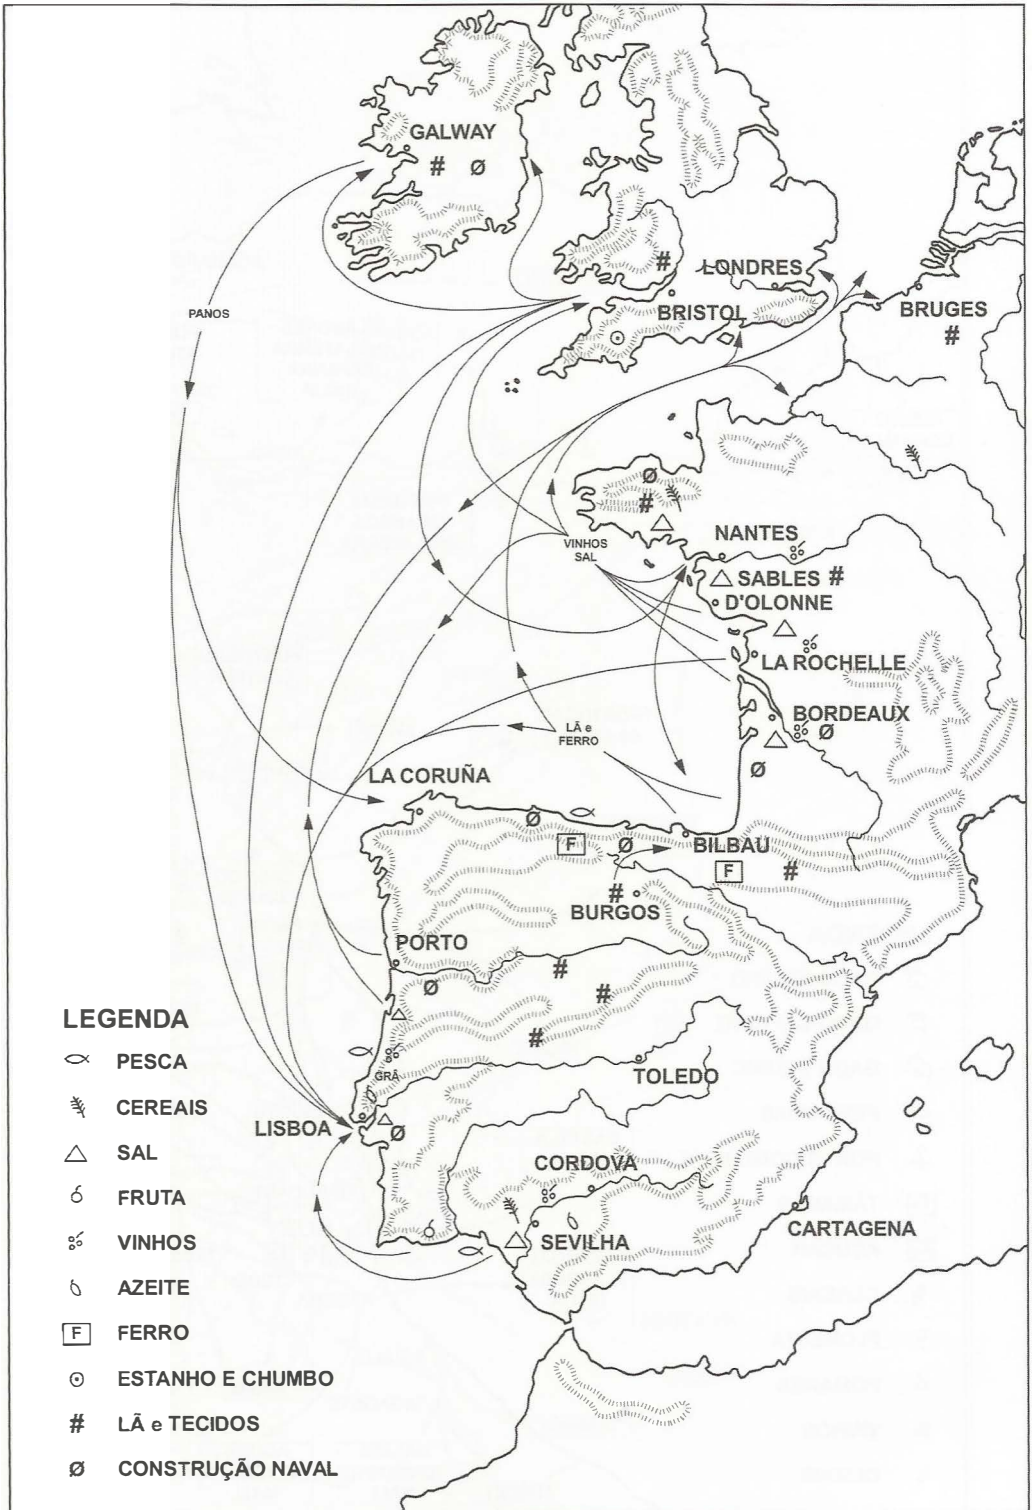 GALWAY
LONDRES
PANOS
BRISTOL
BRUGES
NANTES
VINHOS
SAL
SABLES
D'OLONNE
LA ROCHELLE
BORDEAUX
LÃ e
FERRO
LA CORUÑA
F
BILBAU
F
BURGOS
PORTO
GRÃ
TOLEDO
LISBOA
CORDOVA
SEVILHA
CARTAGENA
LEGENDA
PESCA
CEREAIS
SAL
FRUTA
VINHOS
AZEITE
F FERRO
ESTANHO E CHUMBO
# LÃ e TECIDOS
CONSTRUÇÃO NAVAL